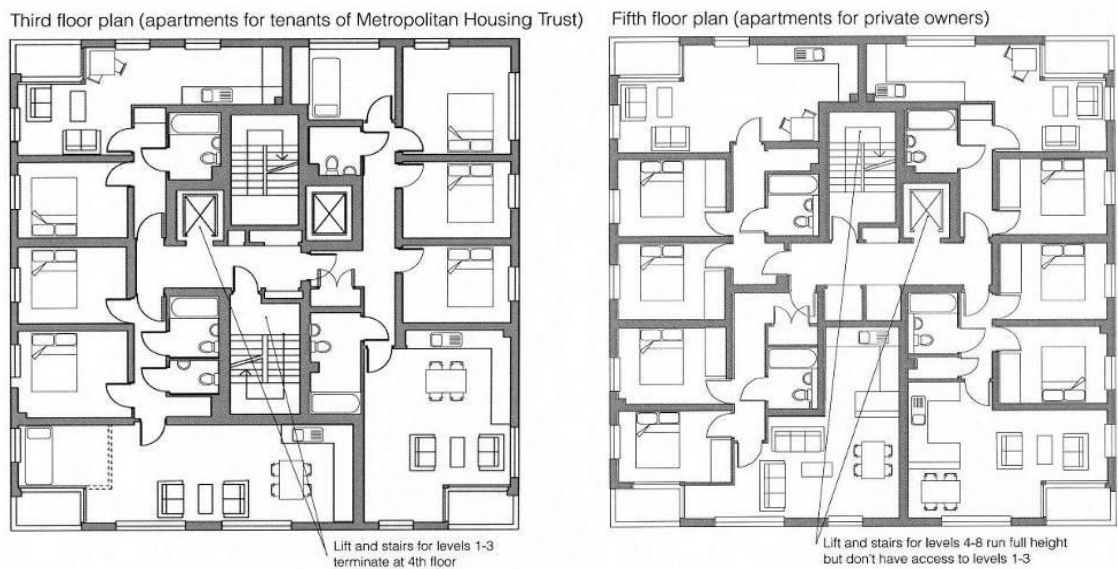 Third floor plan (apartments for tenants of Metropolitan Housing Trust)
Fifth floor plan (apartments for private owners)
Lift and stairs for levels 1-3
terminate at 4th floor
Lift and stairs for levels 4-8 run full height
but don't have access to levels 1-3